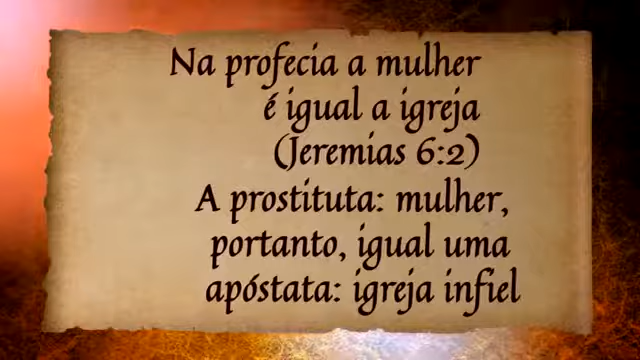 Na profecia a mulher
é igual a igreja
(Jeremias 6:2)
A prostituta: mulher,
portanto, igual uma
apóstata: igreja infiel